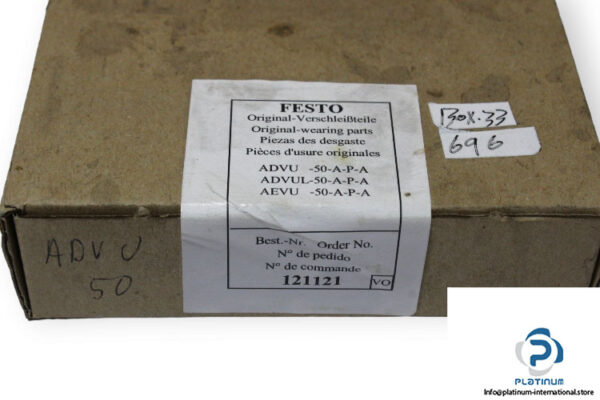 FESTO
Original-Verschleißteile
Original-wearing parts
Piezas des desgaste
Pièces d'usure originales
ADVU -50-A-P-A
ADVUL-50-A-P-A
AEVU -50-A-P-A
Best.-Nr. Order No.
N° de pedido
N° de commande
121121
VO
BOX.33
696
ADVU
50.
PLATINUM
Info@platinum-international.store